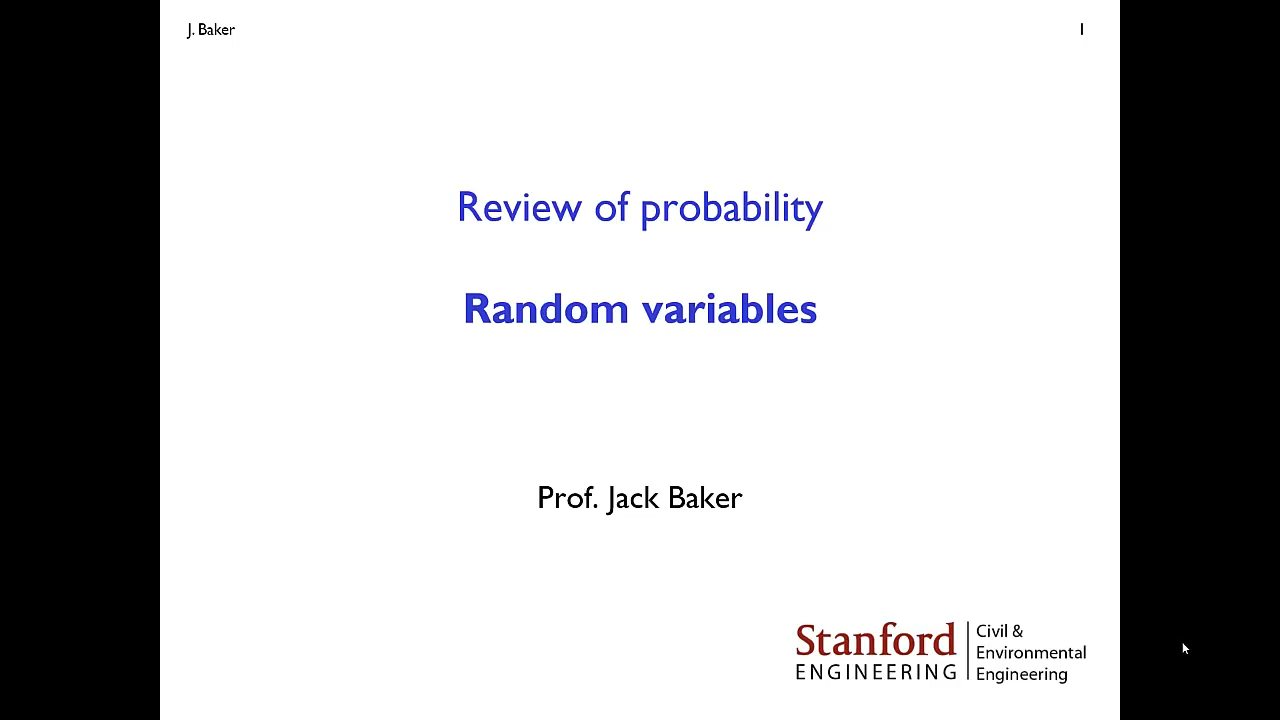 J. Baker
1
Review of probability
Random variables
Prof. Jack Baker
Stanford
ENGINEERING
Civil &
Environmental
Engineering